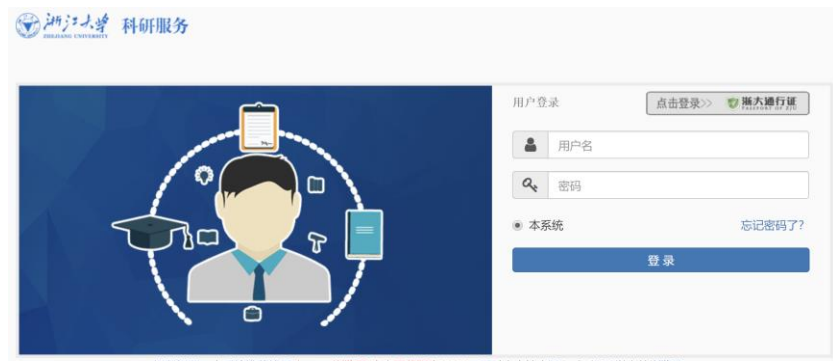 浙江大学 科研服务
ZHEJIANG UNIVERSITY
用户登录
点击登录>> 浙大通行证
PASSPORT OF ZJU
用户名
密码
本系统
忘记密码了?
登录